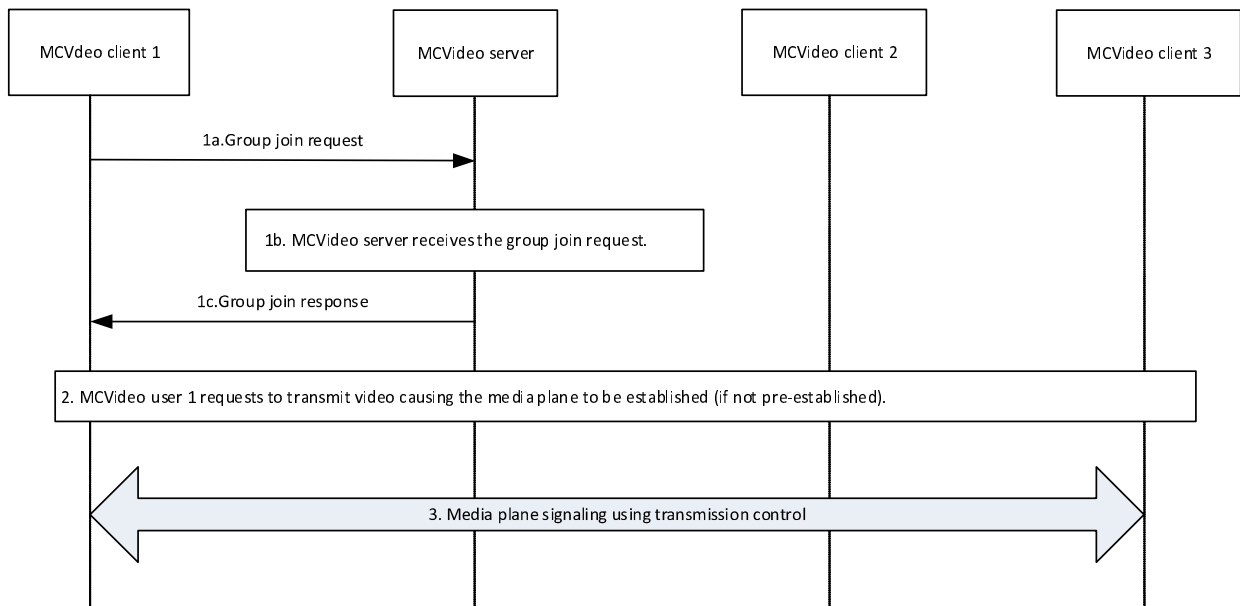 MCVdeo client 1
MCVideo server
MCVideo client 2
MCVideo client 3
1a.Group join request
1b. MCVideo server receives the group join request.
1c.Group join response
2. MCVideo user 1 requests to transmit video causing the media plane to be established (if not pre-established).
3. Media plane signaling using transmission control